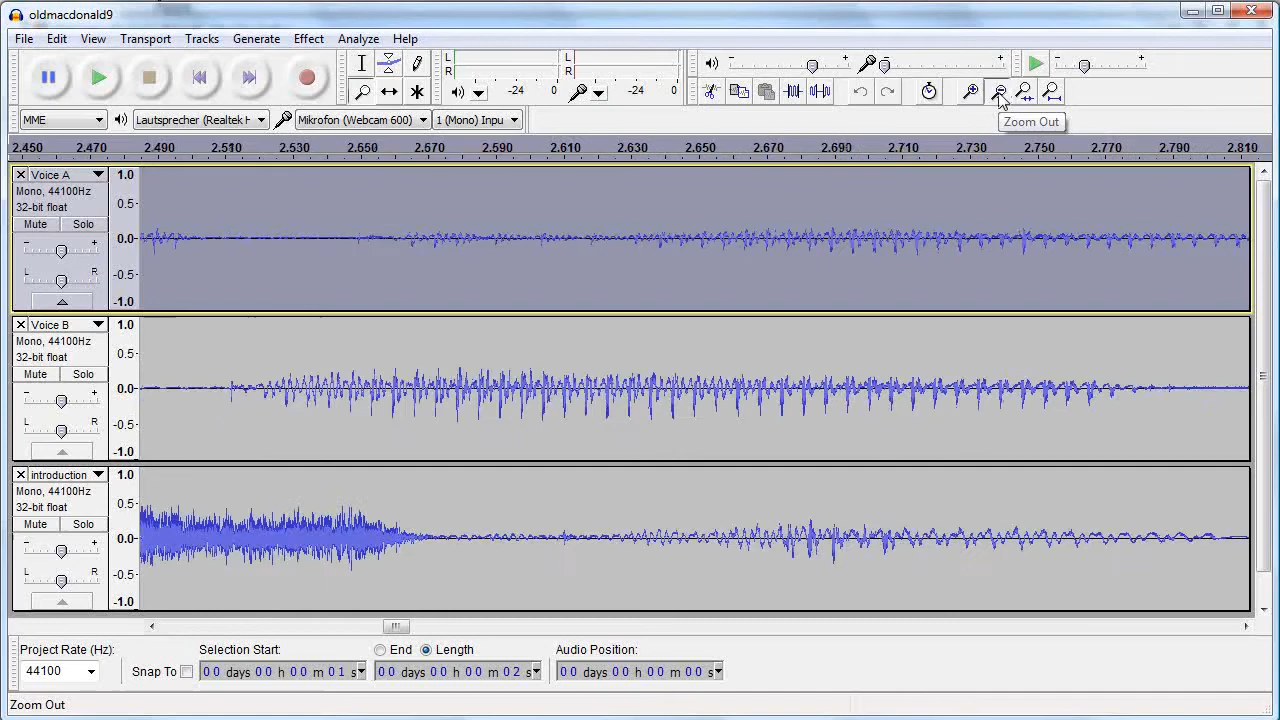 oldmacdonald9
File Edit View Transport Tracks Generate Effect Analyze Help
L
R
-24 0
L
R
-24 0
- +
- +
- +
Zoom Out
MME Lautsprecher (Realtek H Mikrofon (Webcam 600) 1 (Mono) Inpu
2.450 2.470 2.490 2.510 2.530 2.550 2.570 2.590 2.610 2.630 2.650 2.670 2.690 2.710 2.730 2.750 2.770 2.790 2.810
Voice A
Mono, 44100Hz
32-bit float
Mute Solo
- +
L R
1.0
0.5-
0.0-
-0.5-
-1.0
Voice B
Mono, 44100Hz
32-bit float
Mute Solo
- +
L R
1.0
0.5-
0.0-
-0.5-
-1.0
introduction
Mono, 44100Hz
32-bit float
Mute Solo
- +
L R
1.0
0.5-
0.0-
-0.5-
-1.0
Project Rate (Hz): Selection Start: End Length Audio Position:
44100 Snap To 00 days 00 h 00 m 01 s 00 days 00 h 00 m 02 s 00 days 00 h 00 m 00 s
Zoom Out